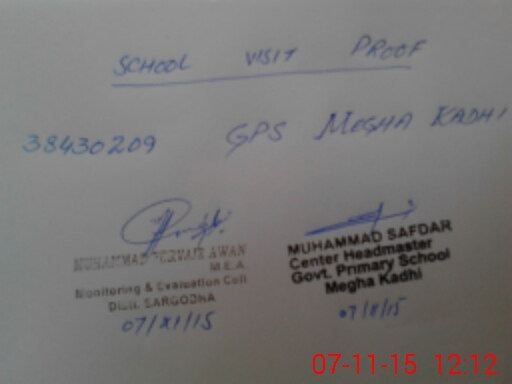 SCHOOL VISIT PROOF
38430209 GPS MEGHA KADHI
MUHAMMAD PERVAIZ AWAN
M.E.A.
Monitoring & Evaluation Cell
Distt. SARGODHA
07/XI/15
MUHAMMAD SAFDAR
Center Headmaster
Govt. Primary School
Megha Kadhi
07/11/15
07-11-15 12:12